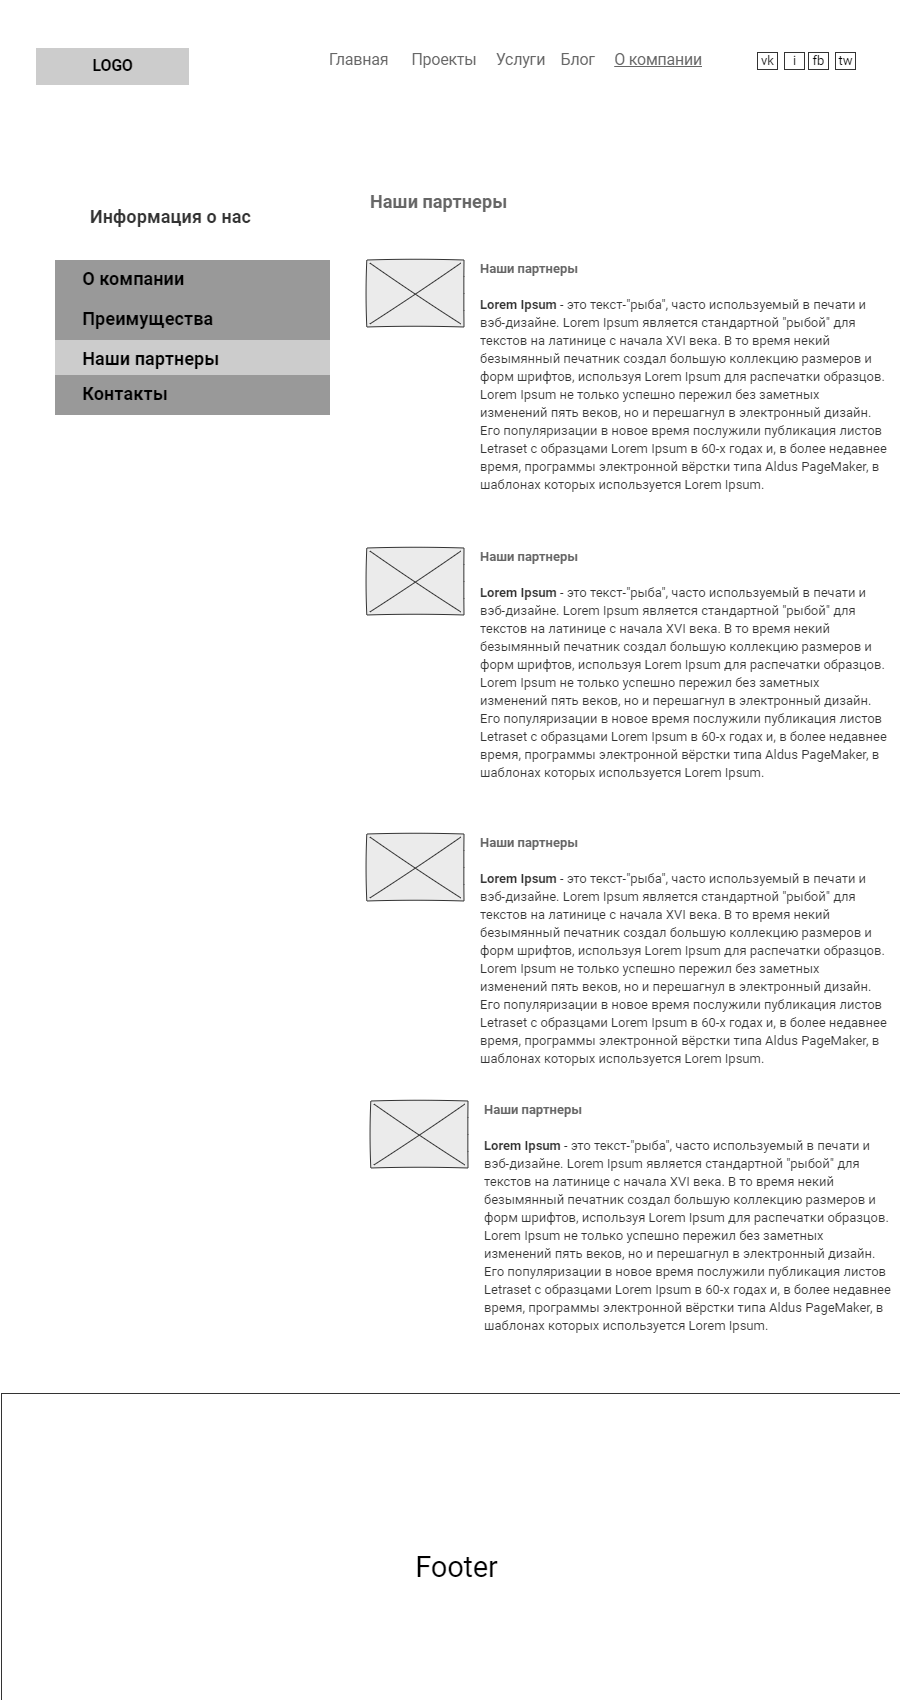 LOGO
Главная Проекты Услуги Блог О компании vk i fb tw
Информация о нас
О компании
Преимущества
Наши партнеры
Контакты
Наши партнеры
Наши партнеры
Lorem Ipsum - это текст-"рыба", часто используемый в печати и
вэб-дизайне. Lorem Ipsum является стандартной "рыбой" для
текстов на латинице с начала XVI века. В то время некий
безымянный печатник создал большую коллекцию размеров и
форм шрифтов, используя Lorem Ipsum для распечатки образцов.
Lorem Ipsum не только успешно пережил без заметных
изменений пять веков, но и перешагнул в электронный дизайн.
Его популяризации в новое время послужили публикация листов
Letraset с образцами Lorem Ipsum в 60-х годах и, в более недавнее
время, программы электронной вёрстки типа Aldus PageMaker, в
шаблонах которых используется Lorem Ipsum.
Наши партнеры
Lorem Ipsum - это текст-"рыба", часто используемый в печати и
вэб-дизайне. Lorem Ipsum является стандартной "рыбой" для
текстов на латинице с начала XVI века. В то время некий
безымянный печатник создал большую коллекцию размеров и
форм шрифтов, используя Lorem Ipsum для распечатки образцов.
Lorem Ipsum не только успешно пережил без заметных
изменений пять веков, но и перешагнул в электронный дизайн.
Его популяризации в новое время послужили публикация листов
Letraset с образцами Lorem Ipsum в 60-х годах и, в более недавнее
время, программы электронной вёрстки типа Aldus PageMaker, в
шаблонах которых используется Lorem Ipsum.
Наши партнеры
Lorem Ipsum - это текст-"рыба", часто используемый в печати и
вэб-дизайне. Lorem Ipsum является стандартной "рыбой" для
текстов на латинице с начала XVI века. В то время некий
безымянный печатник создал большую коллекцию размеров и
форм шрифтов, используя Lorem Ipsum для распечатки образцов.
Lorem Ipsum не только успешно пережил без заметных
изменений пять веков, но и перешагнул в электронный дизайн.
Его популяризации в новое время послужили публикация листов
Letraset с образцами Lorem Ipsum в 60-х годах и, в более недавнее
время, программы электронной вёрстки типа Aldus PageMaker, в
шаблонах которых используется Lorem Ipsum.
Наши партнеры
Lorem Ipsum - это текст-"рыба", часто используемый в печати и
вэб-дизайне. Lorem Ipsum является стандартной "рыбой" для
текстов на латинице с начала XVI века. В то время некий
безымянный печатник создал большую коллекцию размеров и
форм шрифтов, используя Lorem Ipsum для распечатки образцов.
Lorem Ipsum не только успешно пережил без заметных
изменений пять веков, но и перешагнул в электронный дизайн.
Его популяризации в новое время послужили публикация листов
Letraset с образцами Lorem Ipsum в 60-х годах и, в более недавнее
время, программы электронной вёрстки типа Aldus PageMaker, в
шаблонах которых используется Lorem Ipsum.
Footer